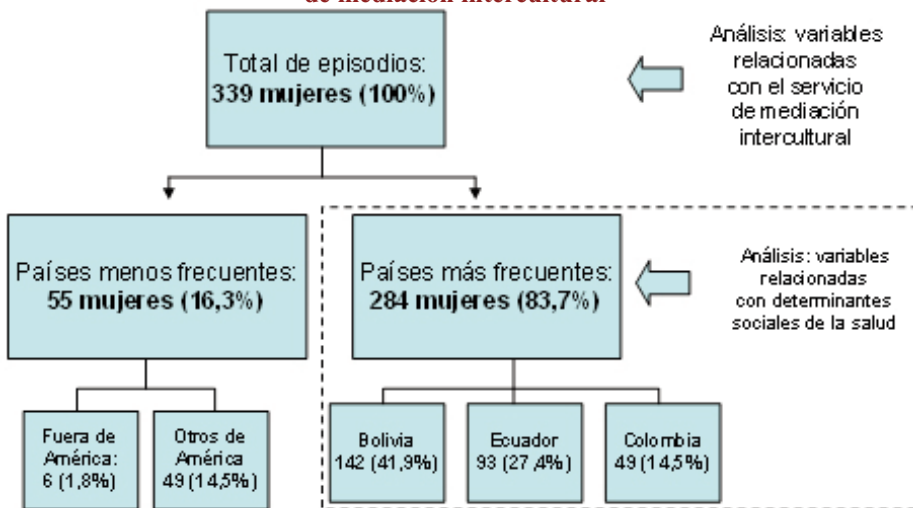 de mediación intercultural
Total de episodios:
339 mujeres (100%)
Análisis: variables
relacionadas
con el servicio
de mediación
intercultural
Países menos frecuentes:
55 mujeres (16,3%)
Países más frecuentes:
284 mujeres (83,7%)
Análisis: variables
relacionadas
con determinantes
sociales de la salud
Fuera de
América:
6 (1,8%)
Otros de
América
49 (14,5%)
Bolivia
142 (41,9%)
Ecuador
93 (27,4%)
Colombia
49 (14,5%)